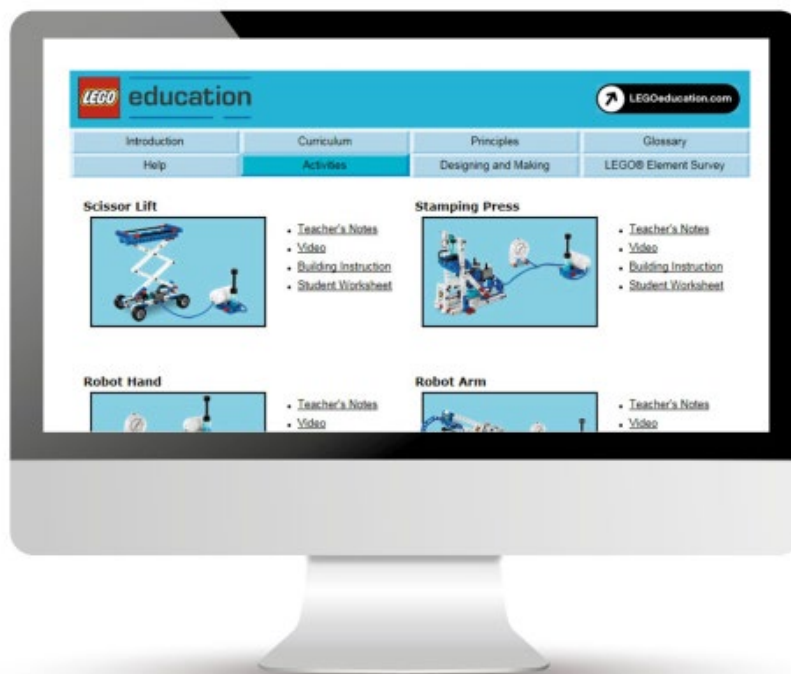 LEGO education
LEGOeducation.com
Introduction Curriculum Principles Glossary
Help Activities Designing and Making LEGO® Element Survey
Scissor Lift
Teacher's Notes
Video
Building Instruction
Student Worksheet
Stamping Press
Teacher's Notes
Video
Building Instruction
Student Worksheet
Robot Hand
Teacher's Notes
Video
Robot Arm
Teacher's Notes
Video